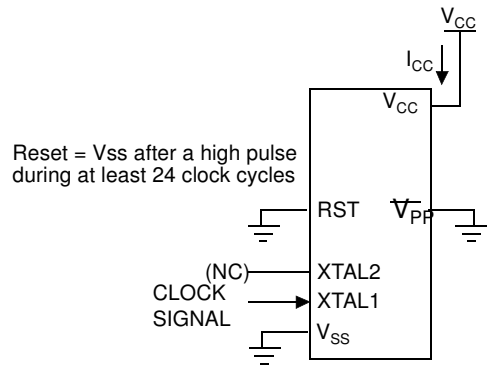 VCC
ICC
VCC
Reset = Vss after a high pulse
during at least 24 clock cycles
RST VPP
(NC) XTAL2
CLOCK XTAL1
SIGNAL
VSS